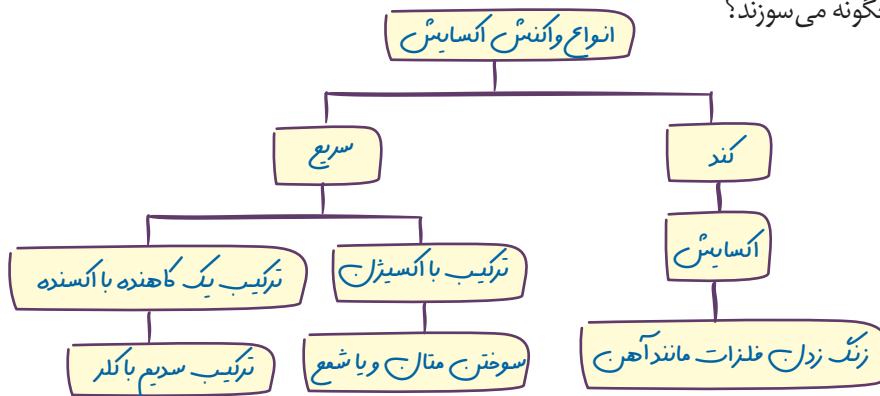 چگونه می‌سوزند؟
انواع واکنش اکسایش
کند
سریع
اکسایش
ترکیب با اکسیژن
ترکیب یک کاهنده با اکسنده
زنگ زدن فلزات مانند آهن
سوختن متان و یا شمع
ترکیب سدیم با کلر